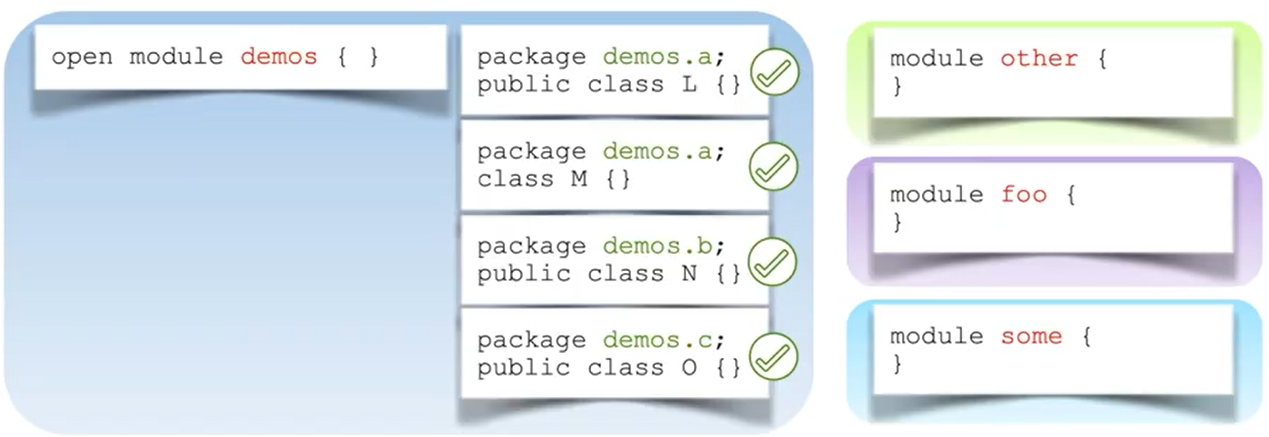 open module demos { }
package demos.a;
public class L {}
package demos.a;
class M {}
package demos.b;
public class N {}
package demos.c;
public class O {}
module other {
}
module foo {
}
module some {
}